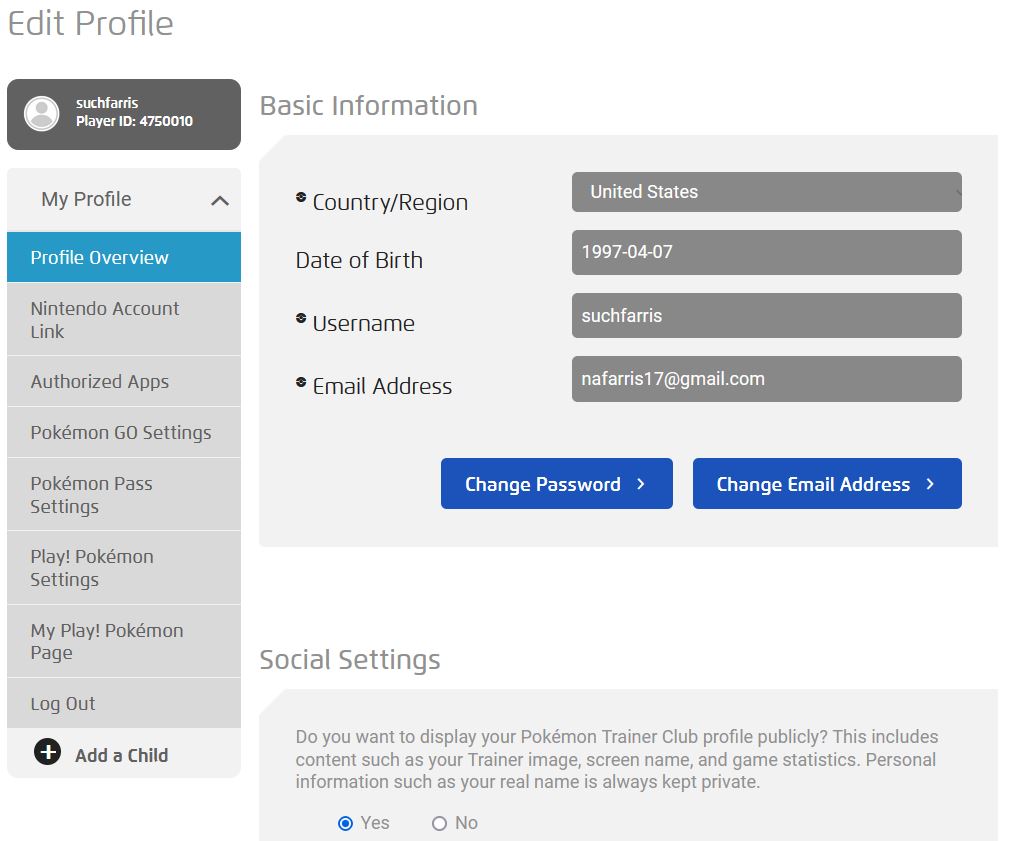 Edit Profile
suchfarris
Player ID: 4750010
My Profile
Profile Overview
Nintendo Account
Link
Authorized Apps
Pokémon GO Settings
Pokémon Pass
Settings
Play! Pokémon
Settings
My Play! Pokémon
Page
Log Out
Add a Child
Basic Information
Country/Region
United States
Date of Birth
1997-04-07
Username
suchfarris
Email Address
nafarris17@gmail.com
Change Password
Change Email Address
Social Settings
Do you want to display your Pokémon Trainer Club profile publicly? This includes
content such as your Trainer image, screen name, and game statistics. Personal
information such as your real name is always kept private.
Yes No